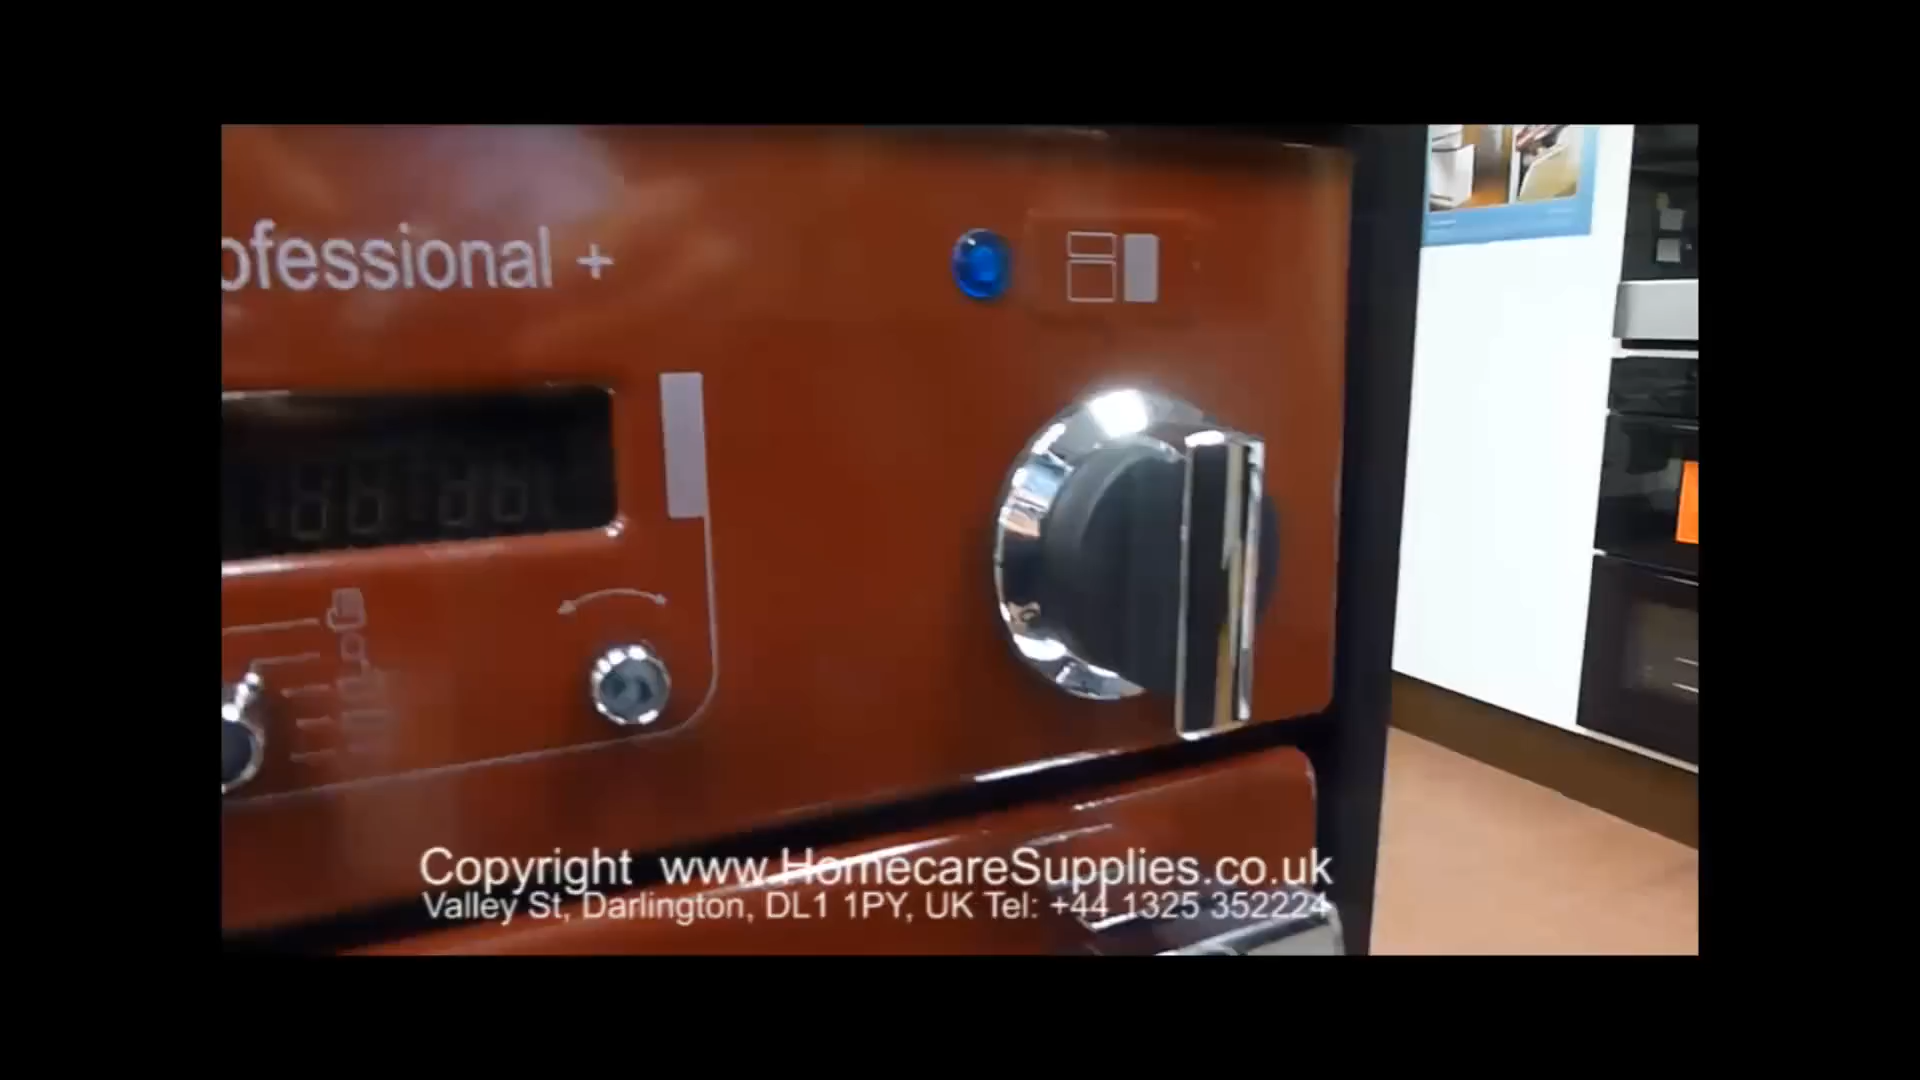 ofessional +
Copyright www.HomecareSupplies.co.uk
Valley St, Darlington, DL1 1PY, UK Tel: +44 1325 352224